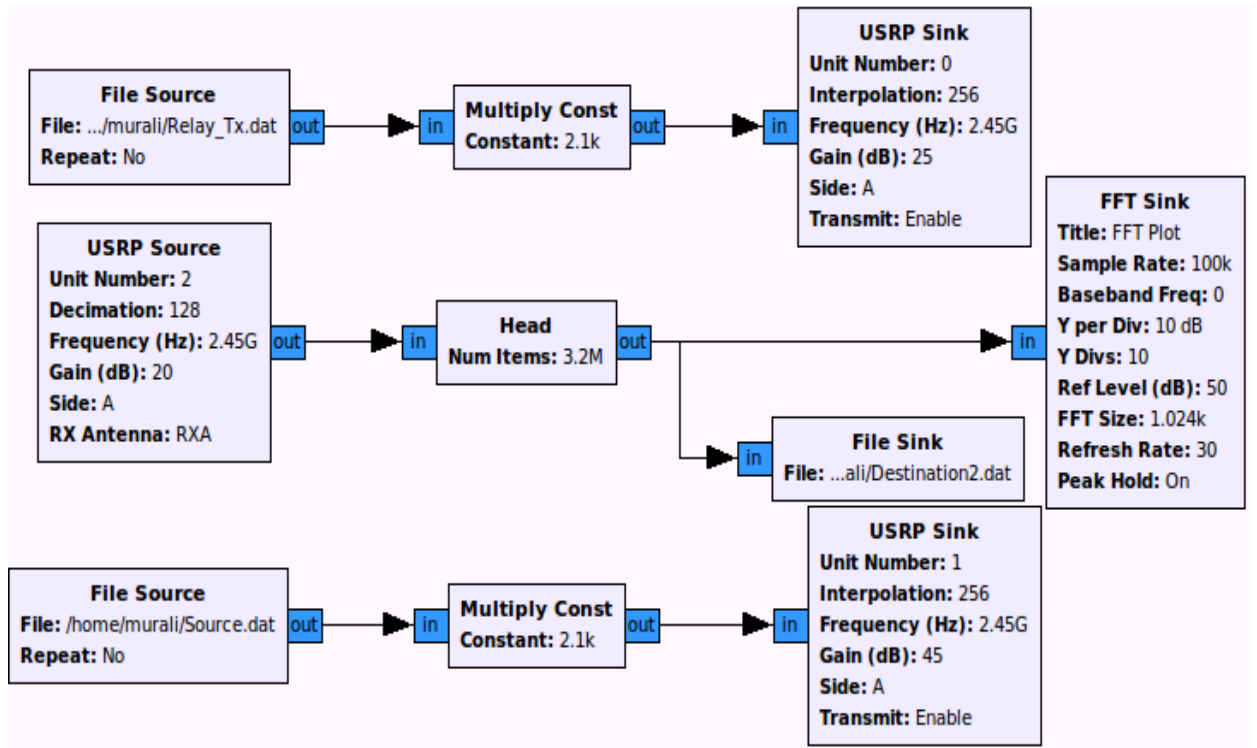 File Source
File: .../murali/Relay_Tx.dat
Repeat: No
out
in
Multiply Const
Constant: 2.1k
out
in
USRP Sink
Unit Number: 0
Interpolation: 256
Frequency (Hz): 2.45G
Gain (dB): 25
Side: A
Transmit: Enable
USRP Source
Unit Number: 2
Decimation: 128
Frequency (Hz): 2.45G
Gain (dB): 20
Side: A
RX Antenna: RXA
out
in
Head
Num Items: 3.2M
out
in
FFT Sink
Title: FFT Plot
Sample Rate: 100k
Baseband Freq: 0
Y per Div: 10 dB
Y Divs: 10
Ref Level (dB): 50
FFT Size: 1.024k
Refresh Rate: 30
Peak Hold: On
in
File Sink
File: ...ali/Destination2.dat
File Source
File: /home/murali/Source.dat
Repeat: No
out
in
Multiply Const
Constant: 2.1k
out
in
USRP Sink
Unit Number: 1
Interpolation: 256
Frequency (Hz): 2.45G
Gain (dB): 45
Side: A
Transmit: Enable